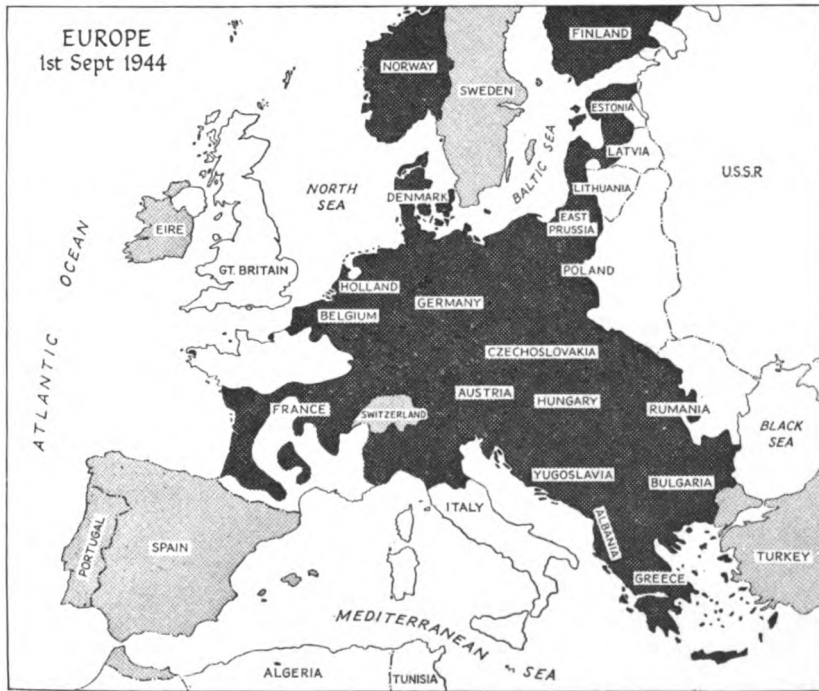 EUROPE
1st Sept 1944
FINLAND
NORWAY
SWEDEN
ESTONIA
LATVIA
BALTIC SEA
U.S.S.R
NORTH
SEA
DENMARK
LITHUANIA
EAST
PRUSSIA
EIRE
GT. BRITAIN
ATLANTIC OCEAN
POLAND
HOLLAND
GERMANY
BELGIUM
CZECHOSLOVAKIA
AUSTRIA
HUNGARY
RUMANIA
FRANCE
SWITZERLAND
BLACK
SEA
YUGOSLAVIA
BULGARIA
ITALY
ALBANIA
PORTUGAL
SPAIN
TURKEY
GREECE
MEDITERRANEAN SEA
ALGERIA
TUNISIA